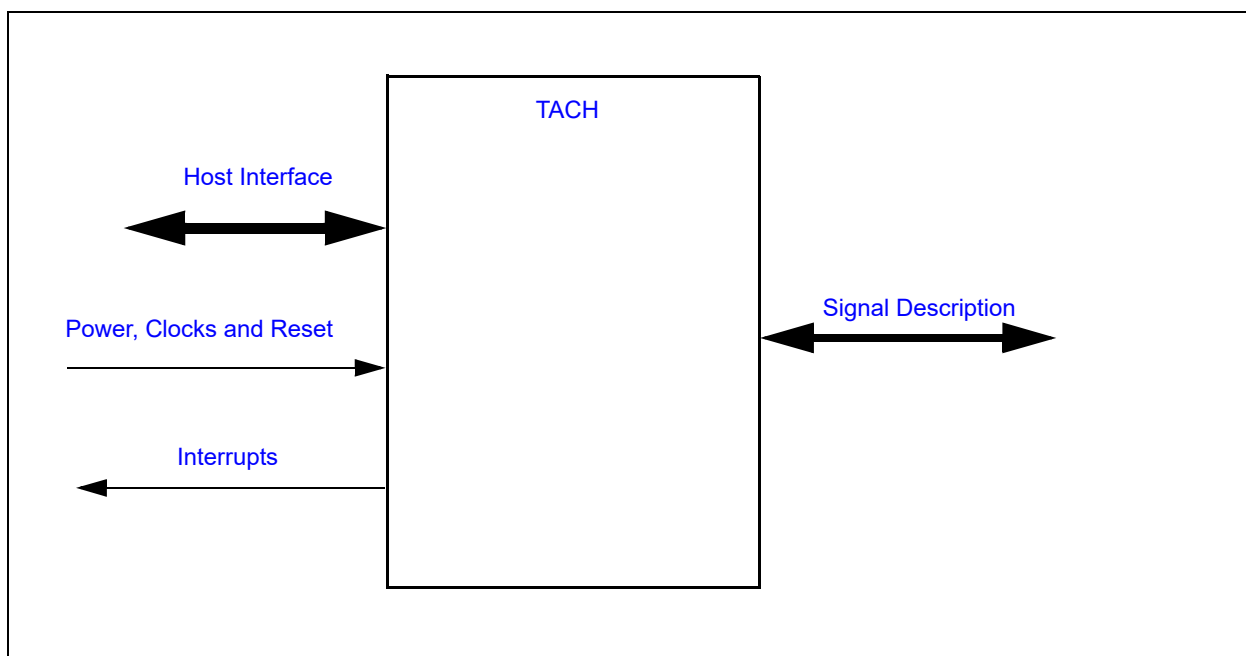 TACH
Host Interface
Signal Description
Power, Clocks and Reset
Interrupts